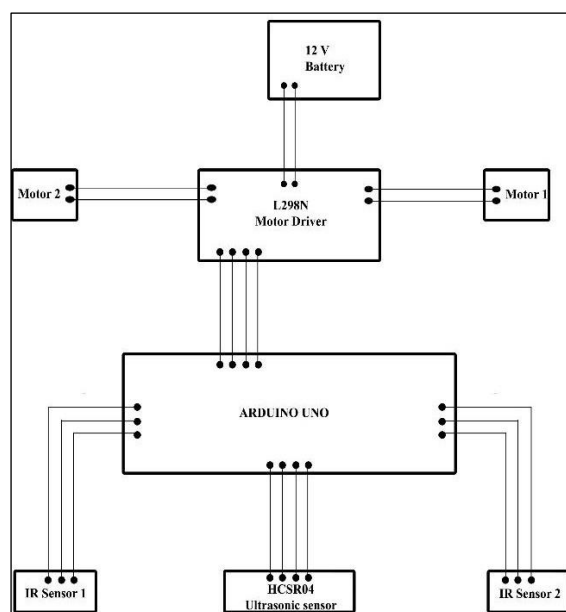 12 V
Battery
Motor 2
L298N
Motor Driver
Motor 1
ARDUINO UNO
IR Sensor 1
HCSR04
Ultrasonic sensor
IR Sensor 2